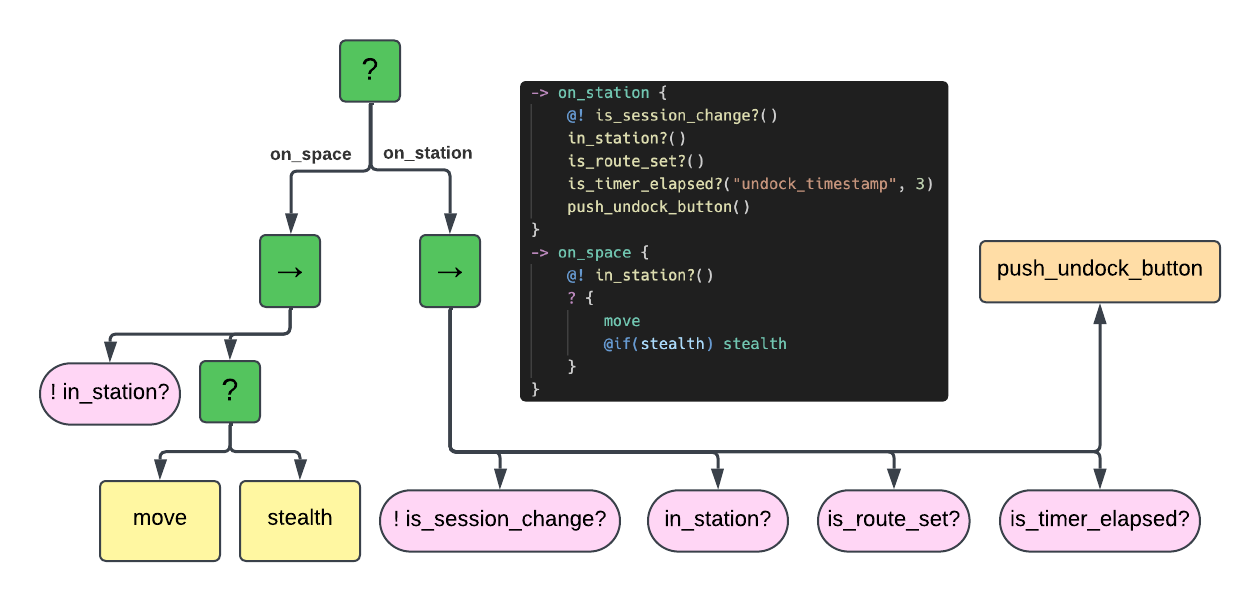 ?
on_space
on_station
→
→
-> on_station {
@! is_session_change?()
in_station?()
is_route_set?()
is_timer_elapsed?("undock_timestamp", 3)
push_undock_button()
}
-> on_space {
@! in_station?()
? {
move
@if(stealth) stealth
}
}
push_undock_button
! in_station?
?
move
stealth
! is_session_change?
in_station?
is_route_set?
is_timer_elapsed?